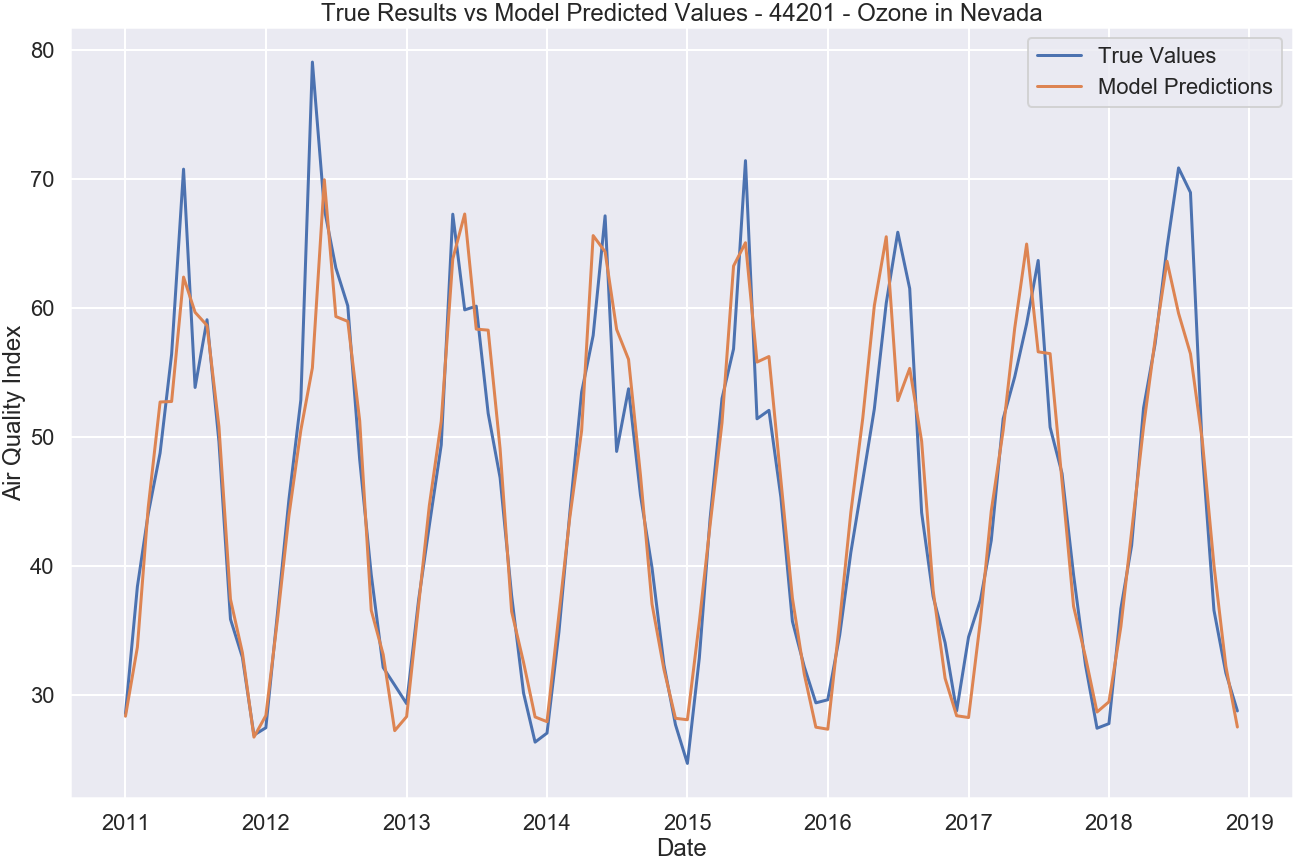 True Results vs Model Predicted Values - 44201 - Ozone in Nevada
True Values
Model Predictions
80
70
60
50
40
30
Air Quality Index
2011 2012 2013 2014 2015 2016 2017 2018 2019
Date